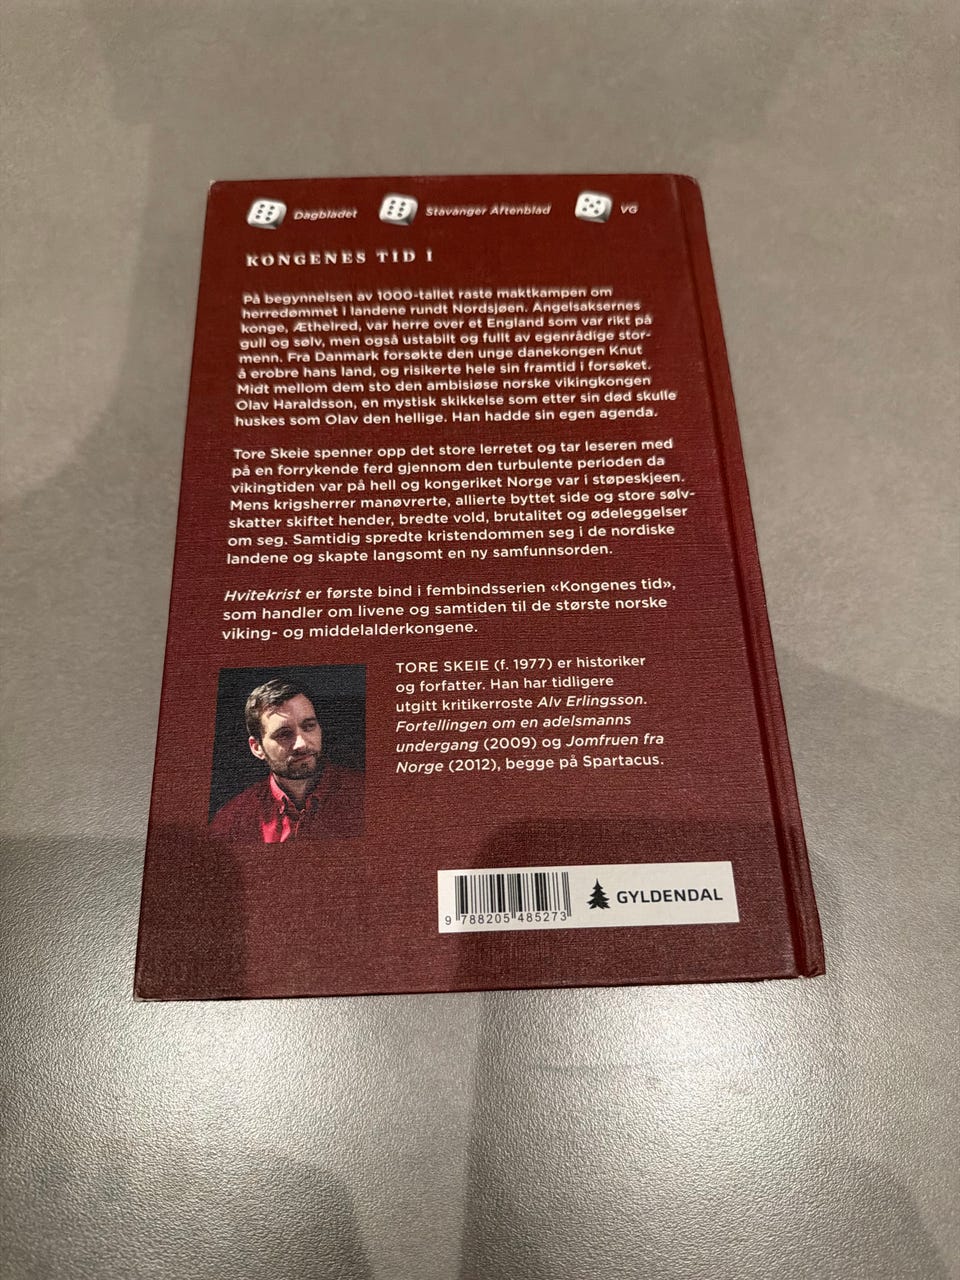 Dagbladet Stavanger Aftenblad VG
KONGENES TID I
På begynnelsen av 1000-tallet raste maktkampen om
herredømmet i landene rundt Nordsjøen. Angelsaksernes
konge, Æthelred, var herre over et England som var rikt på
gull og sølv, men også ustabilt og fullt av egenrådige stor-
menn. Fra Danmark forsøkte den unge danekongen Knut
å erobre hans land, og risikerte hele sin framtid i forsøket.
Midt mellom dem sto den ambisiøse norske vikingkongen
Olav Haraldsson, en mystisk skikkelse som etter sin død skulle
huskes som Olav den hellige. Han hadde sin egen agenda.
Tore Skeie spenner opp det store lerretet og tar leseren med
på en forrykende ferd gjennom den turbulente perioden da
vikingtiden var på hell og kongeriket Norge var i støpeskjeen.
Mens krigsherrer manøvrerte, allierte byttet side og store sølv-
skatter skiftet hender, bredte vold, brutalitet og ødeleggelser
om seg. Samtidig spredte kristendommen seg i de nordiske
landene og skapte langsomt en ny samfunnsorden.
Hvitekrist er første bind i fembindsserien «Kongenes tid»,
som handler om livene og samtiden til de største norske
viking- og middelalderkongene.
TORE SKEIE (f. 1977) er historiker
og forfatter. Han har tidligere
utgitt kritikerroste Alv Erlingsson.
Fortellingen om en adelsmanns
undergang (2009) og Jomfruen fra
Norge (2012), begge på Spartacus.
9 788205 485273
GYLDENDAL